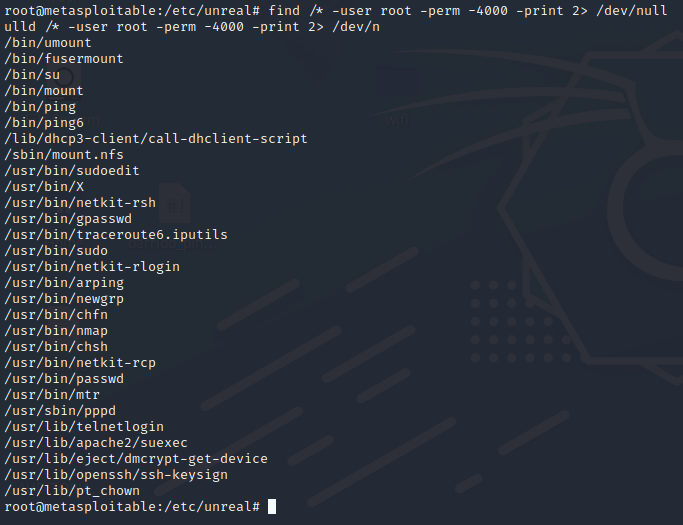 root@metasploitable:/etc/unreal# find /* -user root -perm -4000 -print 2> /dev/null
ulld /* -user root -perm -4000 -print 2> /dev/n
/bin/umount
/bin/fusermount
/bin/su
/bin/mount
/bin/ping
/bin/ping6
/lib/dhcp3-client/call-dhclient-script
/sbin/mount.nfs
/usr/bin/sudoedit
/usr/bin/X
/usr/bin/netkit-rsh
/usr/bin/gpasswd
/usr/bin/traceroute6.iputils
/usr/bin/sudo
/usr/bin/netkit-rlogin
/usr/bin/arping
/usr/bin/newgrp
/usr/bin/chfn
/usr/bin/nmap
/usr/bin/chsh
/usr/bin/netkit-rcp
/usr/bin/passwd
/usr/bin/mtr
/usr/sbin/pppd
/usr/lib/telnetlogin
/usr/lib/apache2/suexec
/usr/lib/eject/dmcrypt-get-device
/usr/lib/openssh/ssh-keysign
/usr/lib/pt_chown
root@metasploitable:/etc/unreal#